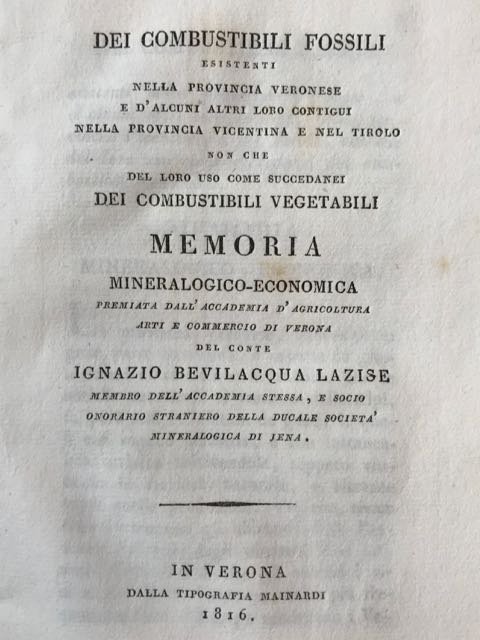 DEI COMBUSTIBILI FOSSILI
ESISTENTI
NELLA PROVINCIA VERONESE
E D'ALCUNI ALTRI LORO CONTIGUI
NELLA PROVINCIA VICENTINA E NEL TIROLO
NON CHE
DEL LORO USO COME SUCCEDANEI
DEI COMBUSTIBILI VEGETABILI
MEMORIA
MINERALOGICO-ECONOMICA
PREMIATA DALL'ACCADEMIA D'AGRICOLTURA
ARTI E COMMERCIO DI VERONA
DEL CONTE
IGNAZIO BEVILACQUA LAZISE
MEMBRO DELL'ACCADEMIA STESSA, E SOCIO
ONORARIO STRANIERO DELLA DUCALE SOCIETA'
MINERALOGICA DI JENA.
IN VERONA
DALLA TIPOGRAFIA MAINARDI
1816.